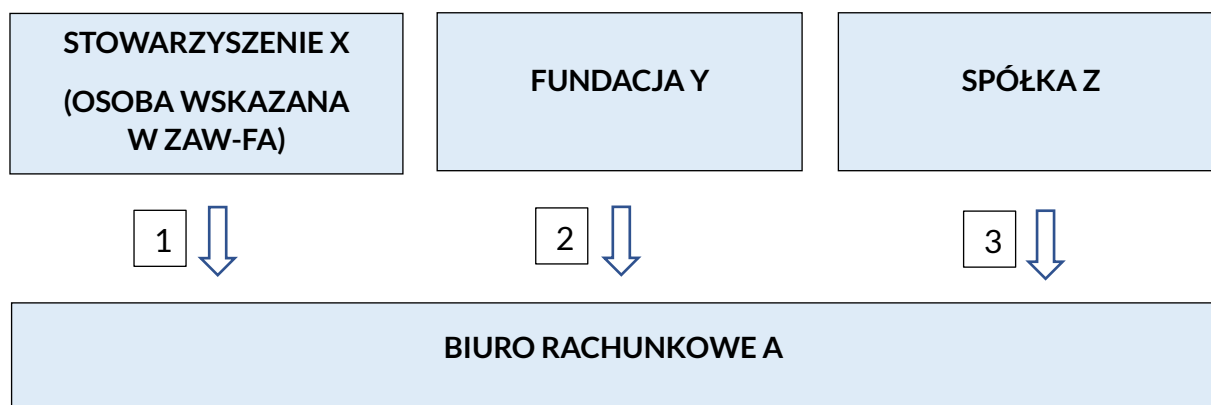 STOWARZYSZENIE X
(OSOBA WSKAZANA
W ZAW-FA)
FUNDACJA Y
SPÓŁKA Z
1
2
3
BIURO RACHUNKOWE A